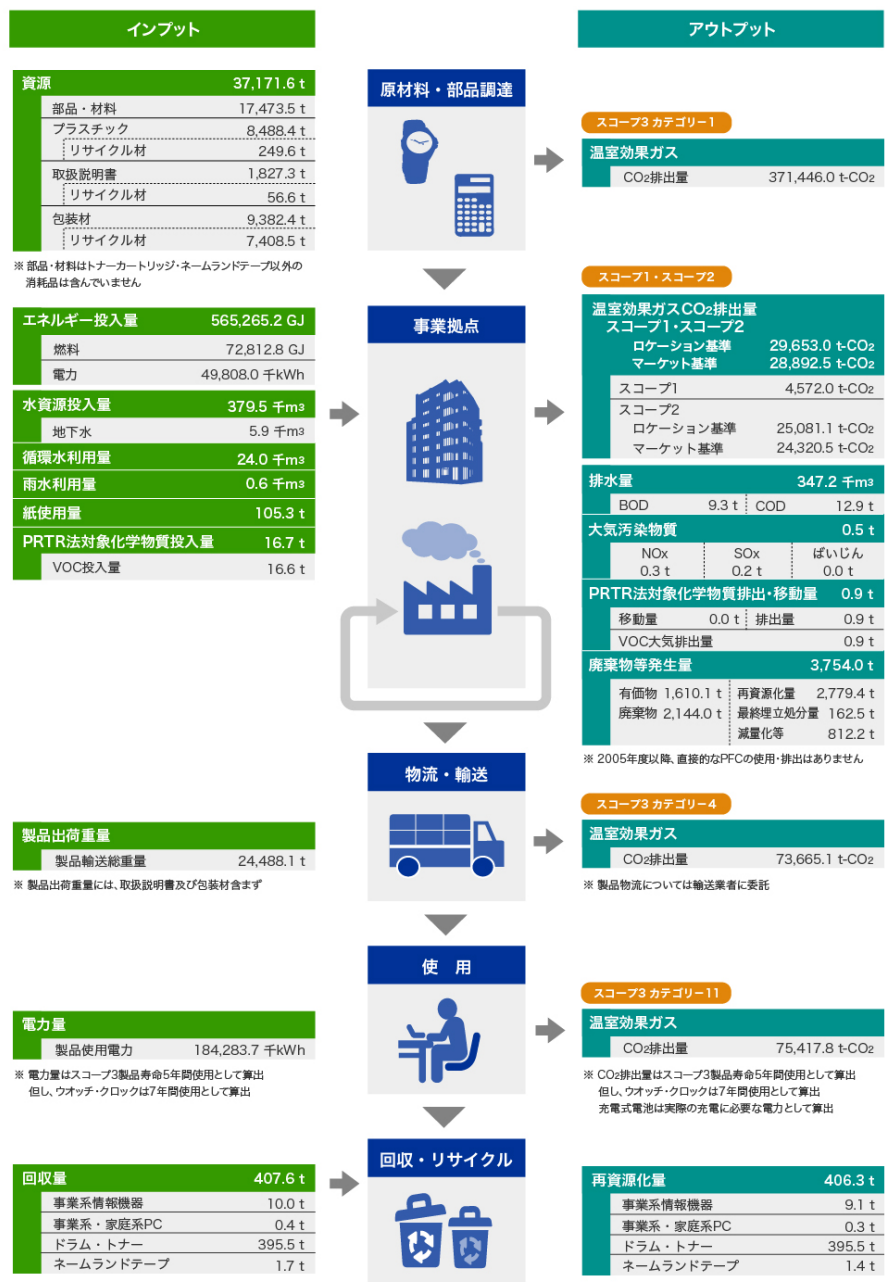 インプット
アウトプット
資源 37,171.6 t
部品・材料 17,473.5 t
プラスチック 8,488.4 t
リサイクル材 249.6 t
取扱説明書 1,827.3 t
リサイクル材 56.6 t
包装材 9,382.4 t
リサイクル材 7,408.5 t
※ 部品・材料はトナーカートリッジ・ネームランドテープ以外の
消耗品は含んでいません
原材料・部品調達
スコープ3 カテゴリー1
温室効果ガス
CO2排出量 371,446.0 t-CO2
エネルギー投入量 565,265.2 GJ
燃料 72,812.8 GJ
電力 49,808.0 千kWh
水資源投入量 379.5 千m3
地下水 5.9 千m3
循環水利用量 24.0 千m3
雨水利用量 0.6 千m3
紙使用量 105.3 t
PRTR法対象化学物質投入量 16.7 t
VOC投入量 16.6 t
事業拠点
スコープ1・スコープ2
温室効果ガスCO2排出量
スコープ1・スコープ2
ロケーション基準 29,653.0 t-CO2
マーケット基準 28,892.5 t-CO2
スコープ1 4,572.0 t-CO2
スコープ2
ロケーション基準 25,081.1 t-CO2
マーケット基準 24,320.5 t-CO2
排水量 347.2 千m3
BOD 9.3 t COD 12.9 t
大気汚染物質 0.5 t
NOx SOx ばいじん
0.3 t 0.2 t 0.0 t
PRTR法対象化学物質排出・移動量 0.9 t
移動量 0.0 t 排出量 0.9 t
VOC大気排出量 0.9 t
廃棄物等発生量 3,754.0 t
有価物 1,610.1 t 再資源化量 2,779.4 t
廃棄物 2,144.0 t 最終埋立処分量 162.5 t
減量化等 812.2 t
※ 2005年度以降、直接的なPFCの使用・排出はありません
物流・輸送
製品出荷重量
製品輸送総重量 24,488.1 t
※ 製品出荷重量には、取扱説明書及び包装材含まず
スコープ3 カテゴリー4
温室効果ガス
CO2排出量 73,665.1 t-CO2
※ 製品物流については輸送業者に委託
使 用
電力量
製品使用電力 184,283.7 千kWh
※ 電力量はスコープ3製品寿命5年間使用として算出
但し、ウオッチ・クロックは7年間使用として算出
スコープ3 カテゴリー11
温室効果ガス
CO2排出量 75,417.8 t-CO2
※ CO2排出量はスコープ3製品寿命5年間使用として算出
但し、ウオッチ・クロックは7年間使用として算出
充電式電池は実際の充電に必要な電力として算出
回収・リサイクル
回収量 407.6 t
事業系情報機器 10.0 t
事業系・家庭系PC 0.4 t
ドラム・トナー 395.5 t
ネームランドテープ 1.7 t
再資源化量 406.3 t
事業系情報機器 9.1 t
事業系・家庭系PC 0.3 t
ドラム・トナー 395.5 t
ネームランドテープ 1.4 t